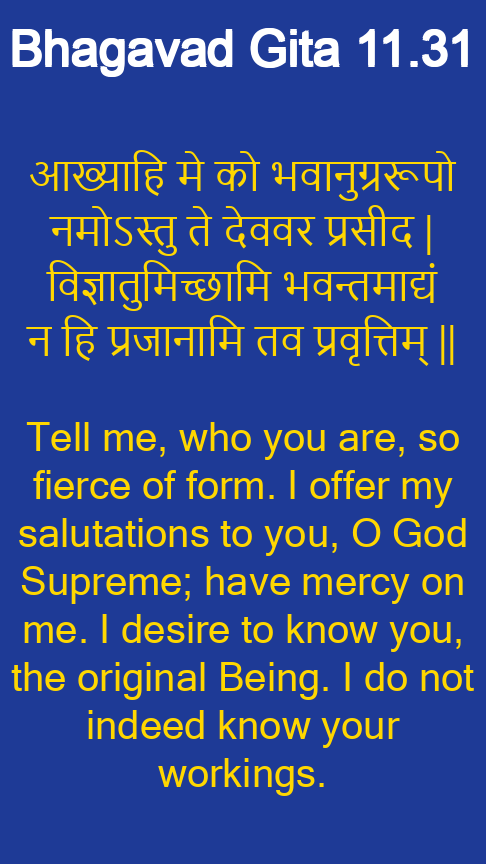 Bhagavad Gita 11.31
आख्याहि मे को भवानुग्ररूपो
नमोऽस्तु ते देववर प्रसीद |
विज्ञातुमिच्छामि भवन्तमाद्यं
न हि प्रजानामि तव प्रवृत्तिम् ||
Tell me, who you are, so
fierce of form. I offer my
salutations to you, O God
Supreme; have mercy on
me. I desire to know you,
the original Being. I do not
indeed know your
workings.